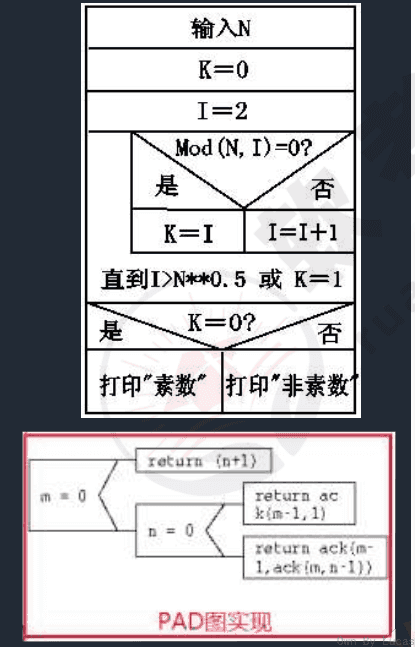 输入N
K=0
I=2
Mod(N,I)=0?
是 否
K=I I=I+1
直到I>N**0.5 或 K=1
K=0?
是 否
打印"素数" 打印"非素数"
return (n+1)
m = 0
return ac
k(m-1,1)
n = 0
return ack(m-
1,ack(m,n-1))
PAD图实现